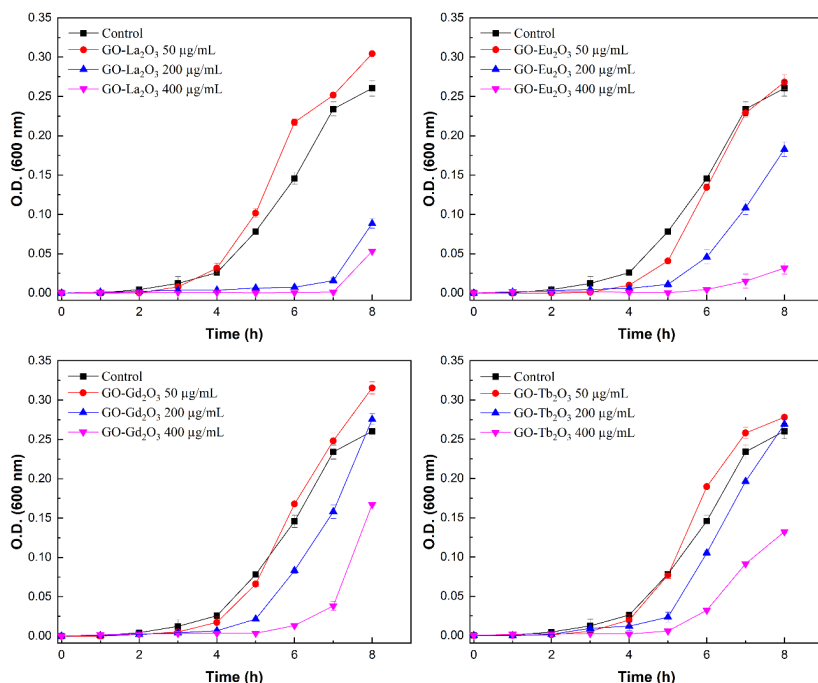 0.35
0.30
0.25
0.20
0.15
0.10
0.05
0.00
O.D. (600 nm)
Control
GO-La₂O₃ 50 µg/mL
GO-La₂O₃ 200 µg/mL
GO-La₂O₃ 400 µg/mL
0 2 4 6 8
Time (h)
0.35
0.30
0.25
0.20
0.15
0.10
0.05
0.00
O.D. (600 nm)
Control
GO-Eu₂O₃ 50 µg/mL
GO-Eu₂O₃ 200 µg/mL
GO-Eu₂O₃ 400 µg/mL
0 2 4 6 8
Time (h)
0.35
0.30
0.25
0.20
0.15
0.10
0.05
0.00
O.D. (600 nm)
Control
GO-Gd₂O₃ 50 µg/mL
GO-Gd₂O₃ 200 µg/mL
GO-Gd₂O₃ 400 µg/mL
0 2 4 6 8
Time (h)
0.35
0.30
0.25
0.20
0.15
0.10
0.05
0.00
O.D. (600 nm)
Control
GO-Tb₂O₃ 50 µg/mL
GO-Tb₂O₃ 200 µg/mL
GO-Tb₂O₃ 400 µg/mL
0 2 4 6 8
Time (h)